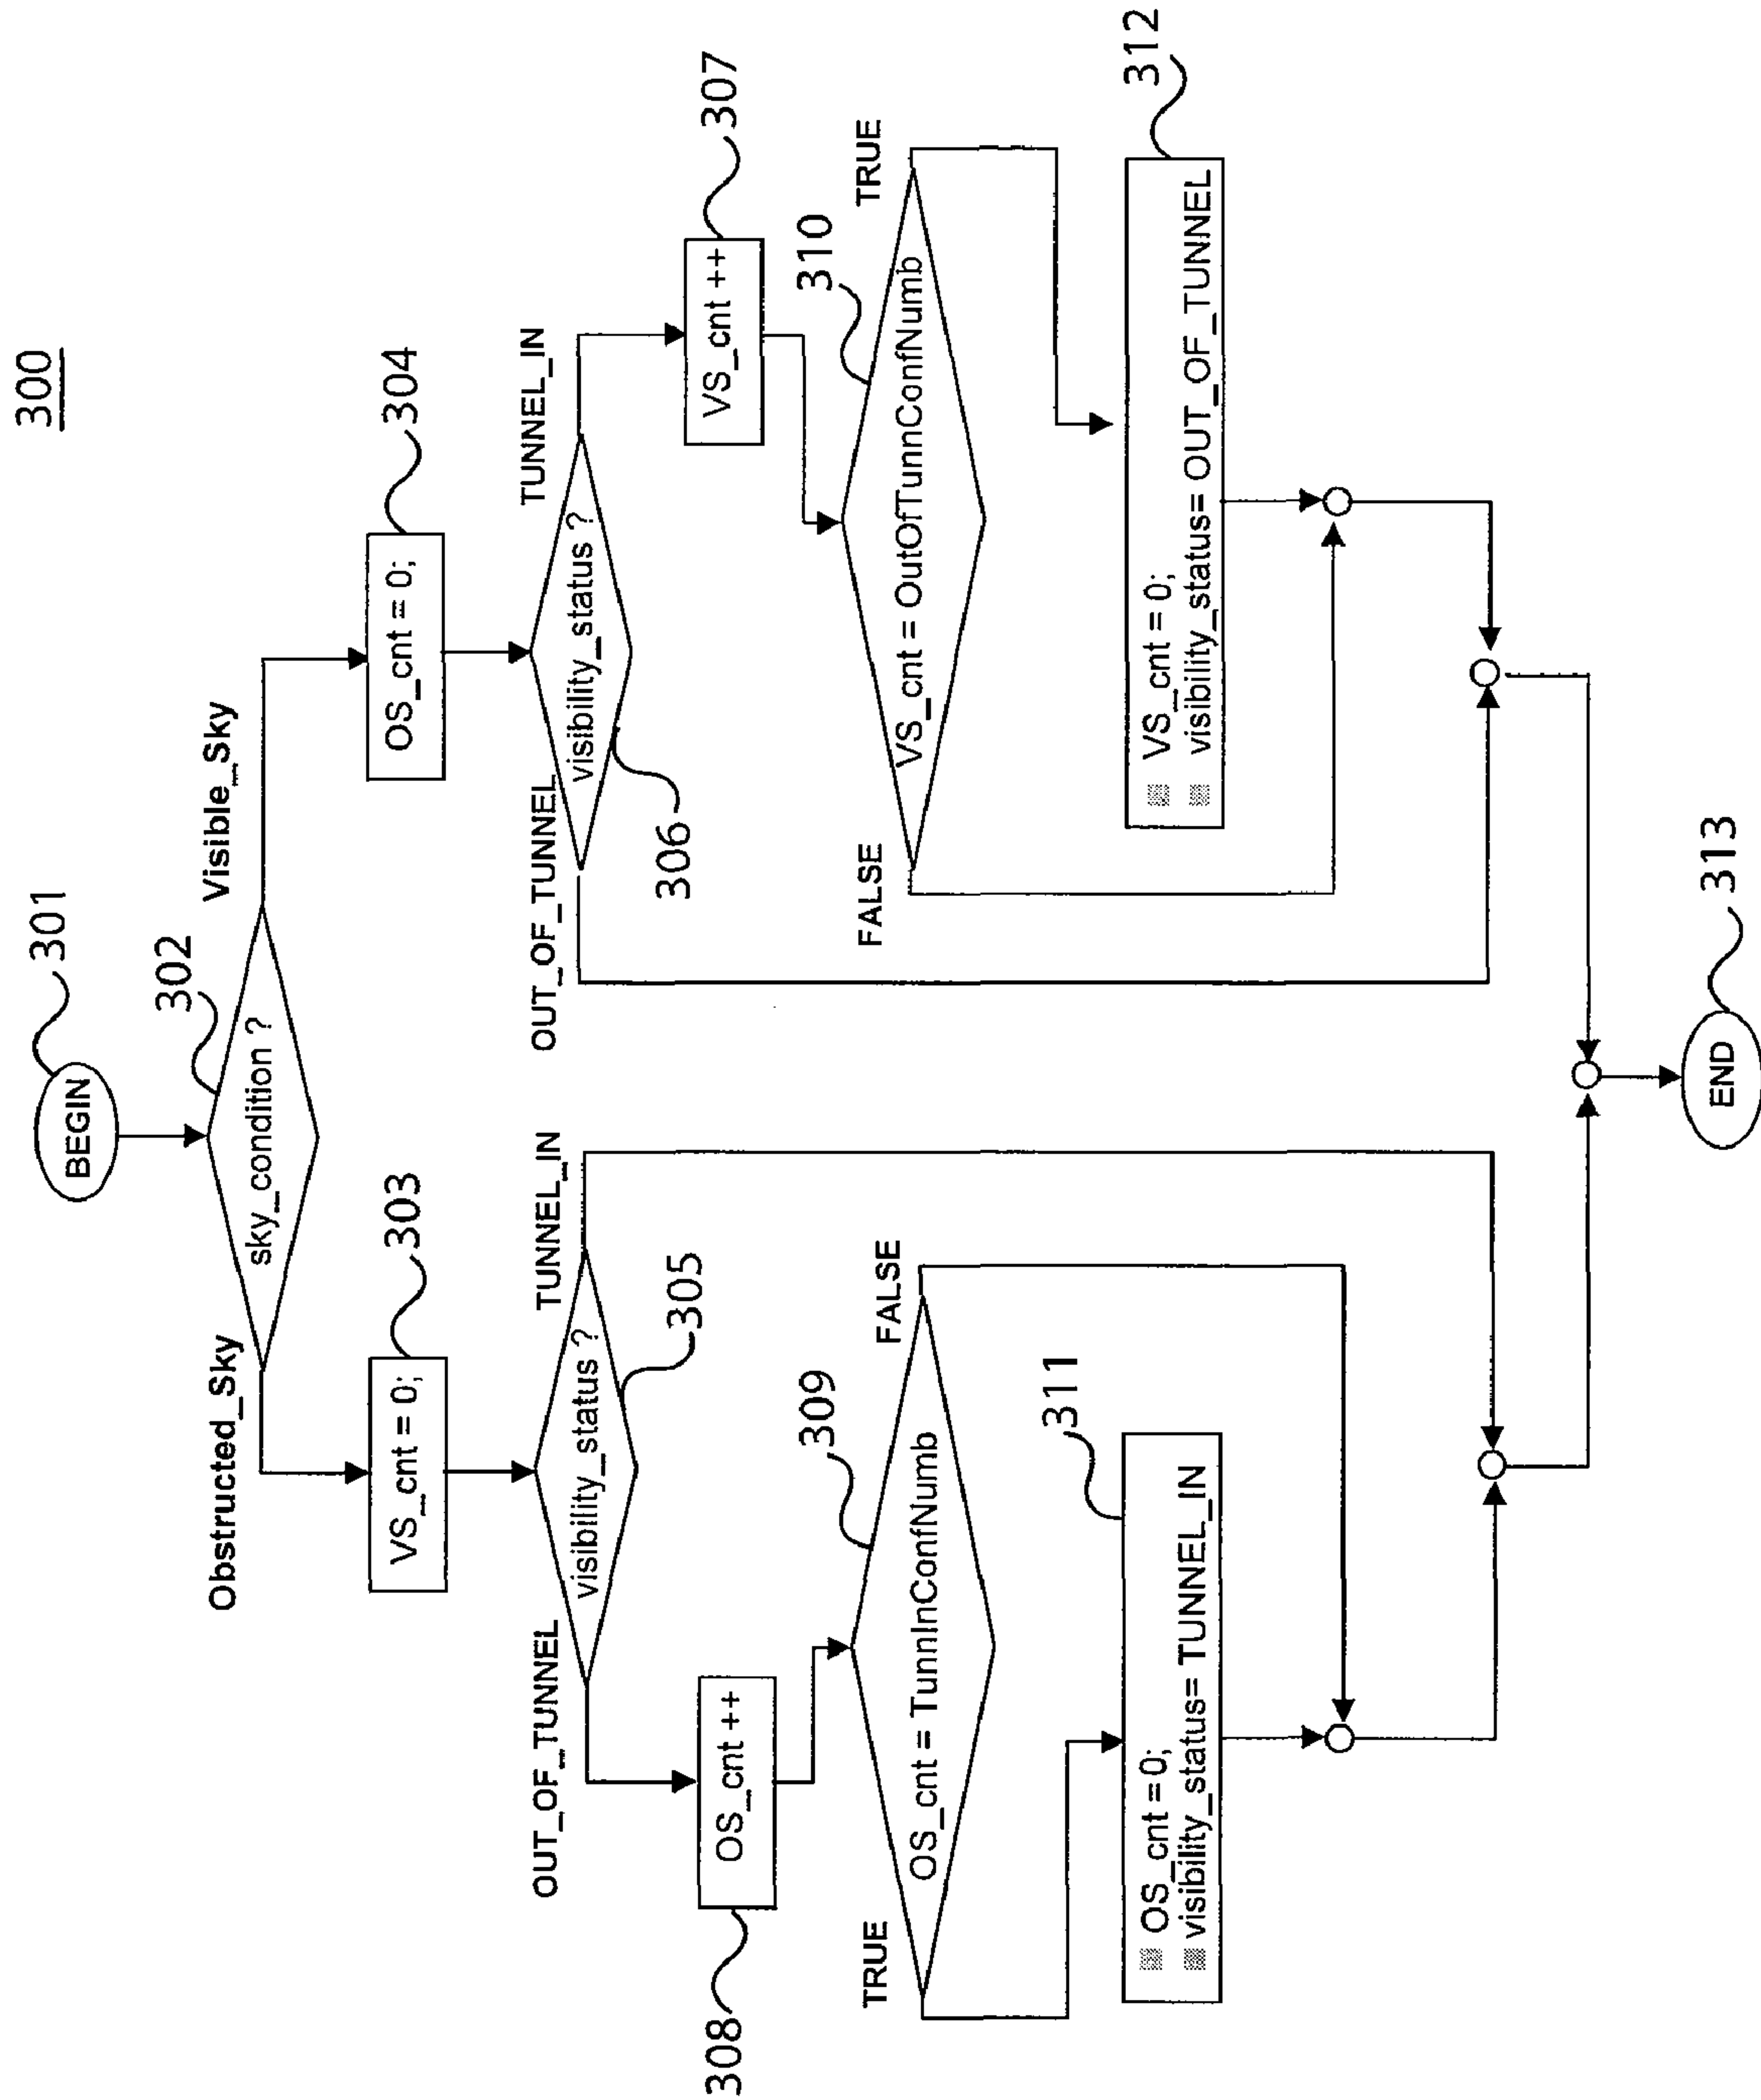 300
BEGIN
301
302
sky_condition ?
Obstructed_Sky
Visible_Sky
VS_cnt = 0;
303
OS_cnt = 0;
304
OUT_OF_TUNNEL
visibility_status ?
TUNNEL_IN
305
OUT_OF_TUNNEL
visibility_status ?
TUNNEL_IN
306
OS_cnt ++
308
VS_cnt ++
307
TRUE
OS_cnt = TunnInConfNumb
FALSE
309
FALSE
VS_cnt = OutOfTunnConfNumb
TRUE
310
OS_cnt = 0;
visibility_status= TUNNEL_IN
311
VS_cnt = 0;
visibility_status= OUT_OF_TUNNEL
312
END
313